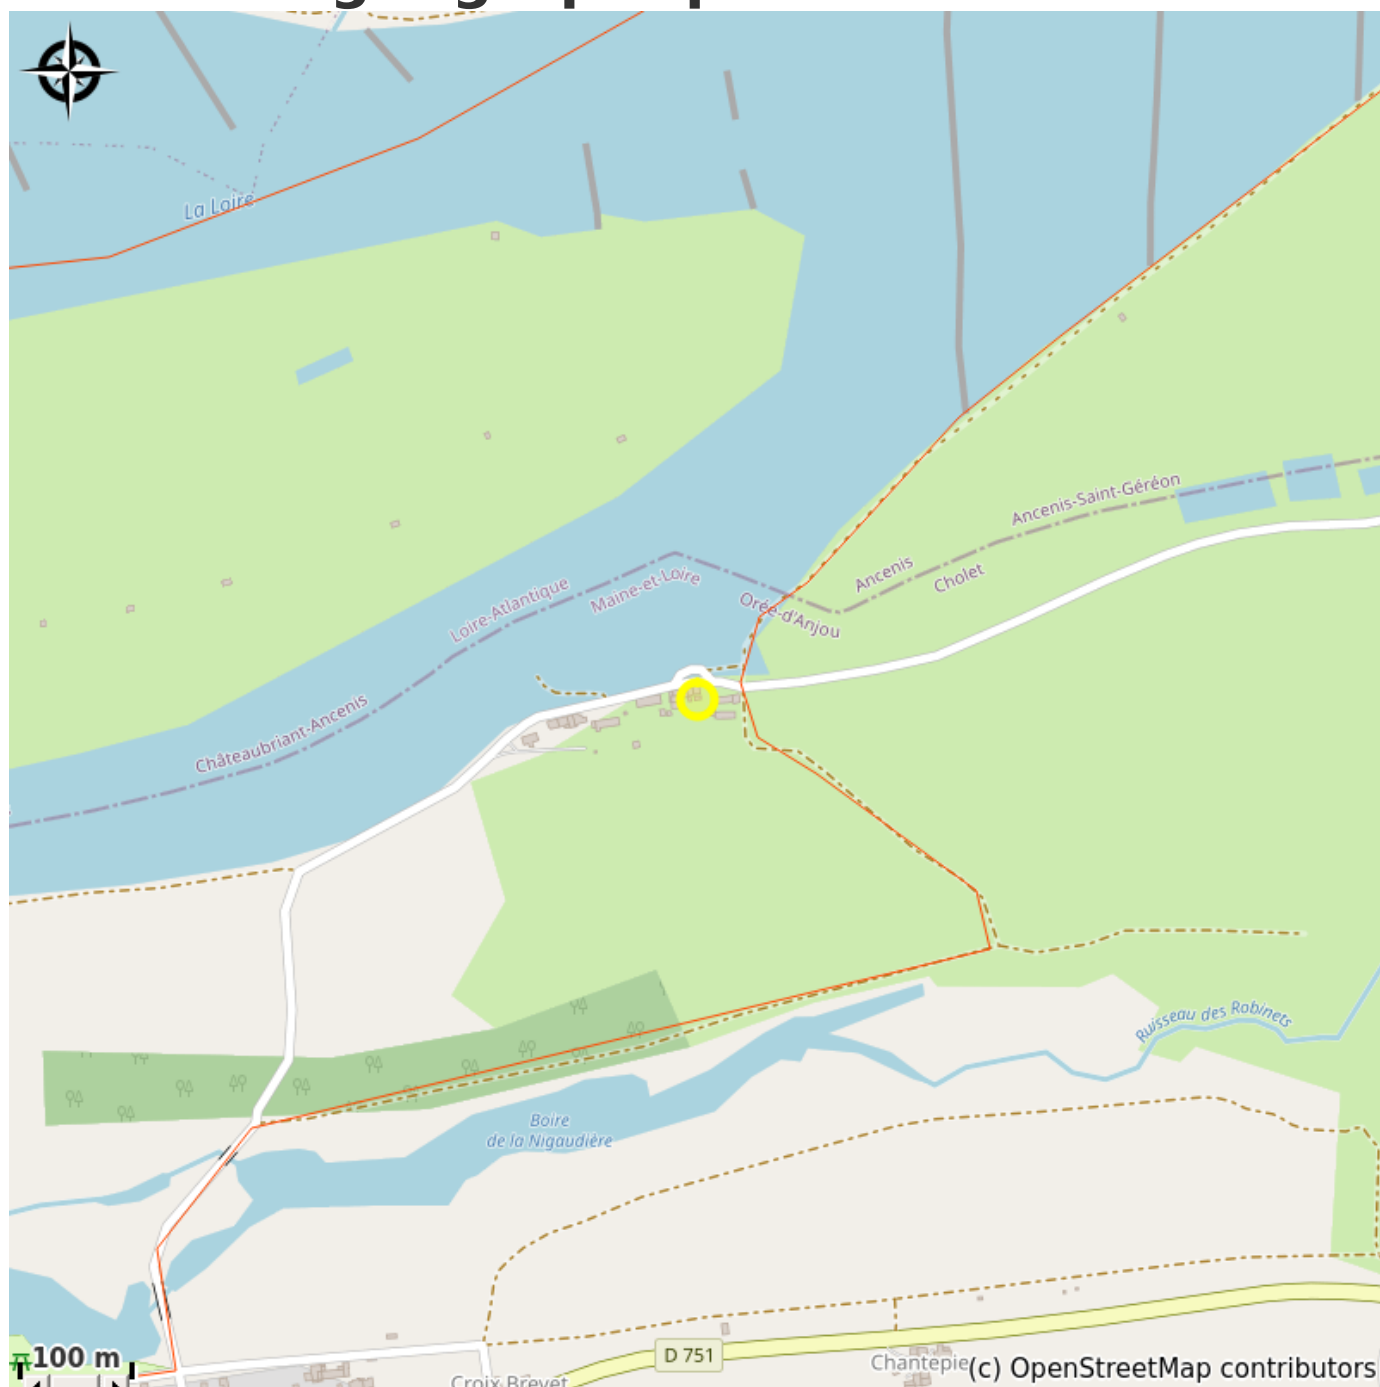 La Loire
Ancenis-Saint-Géréon
Ancenis
Cholet
Loire-Atlantique
Maine-et-Loire
Orée-d'Anjou
Châteaubriant-Ancenis
Ruisseau des Robinets
Boire
de la Nigaudière
D 751
100 m
Chantepie
(c) OpenStreetMap contributors
Croix Brevet